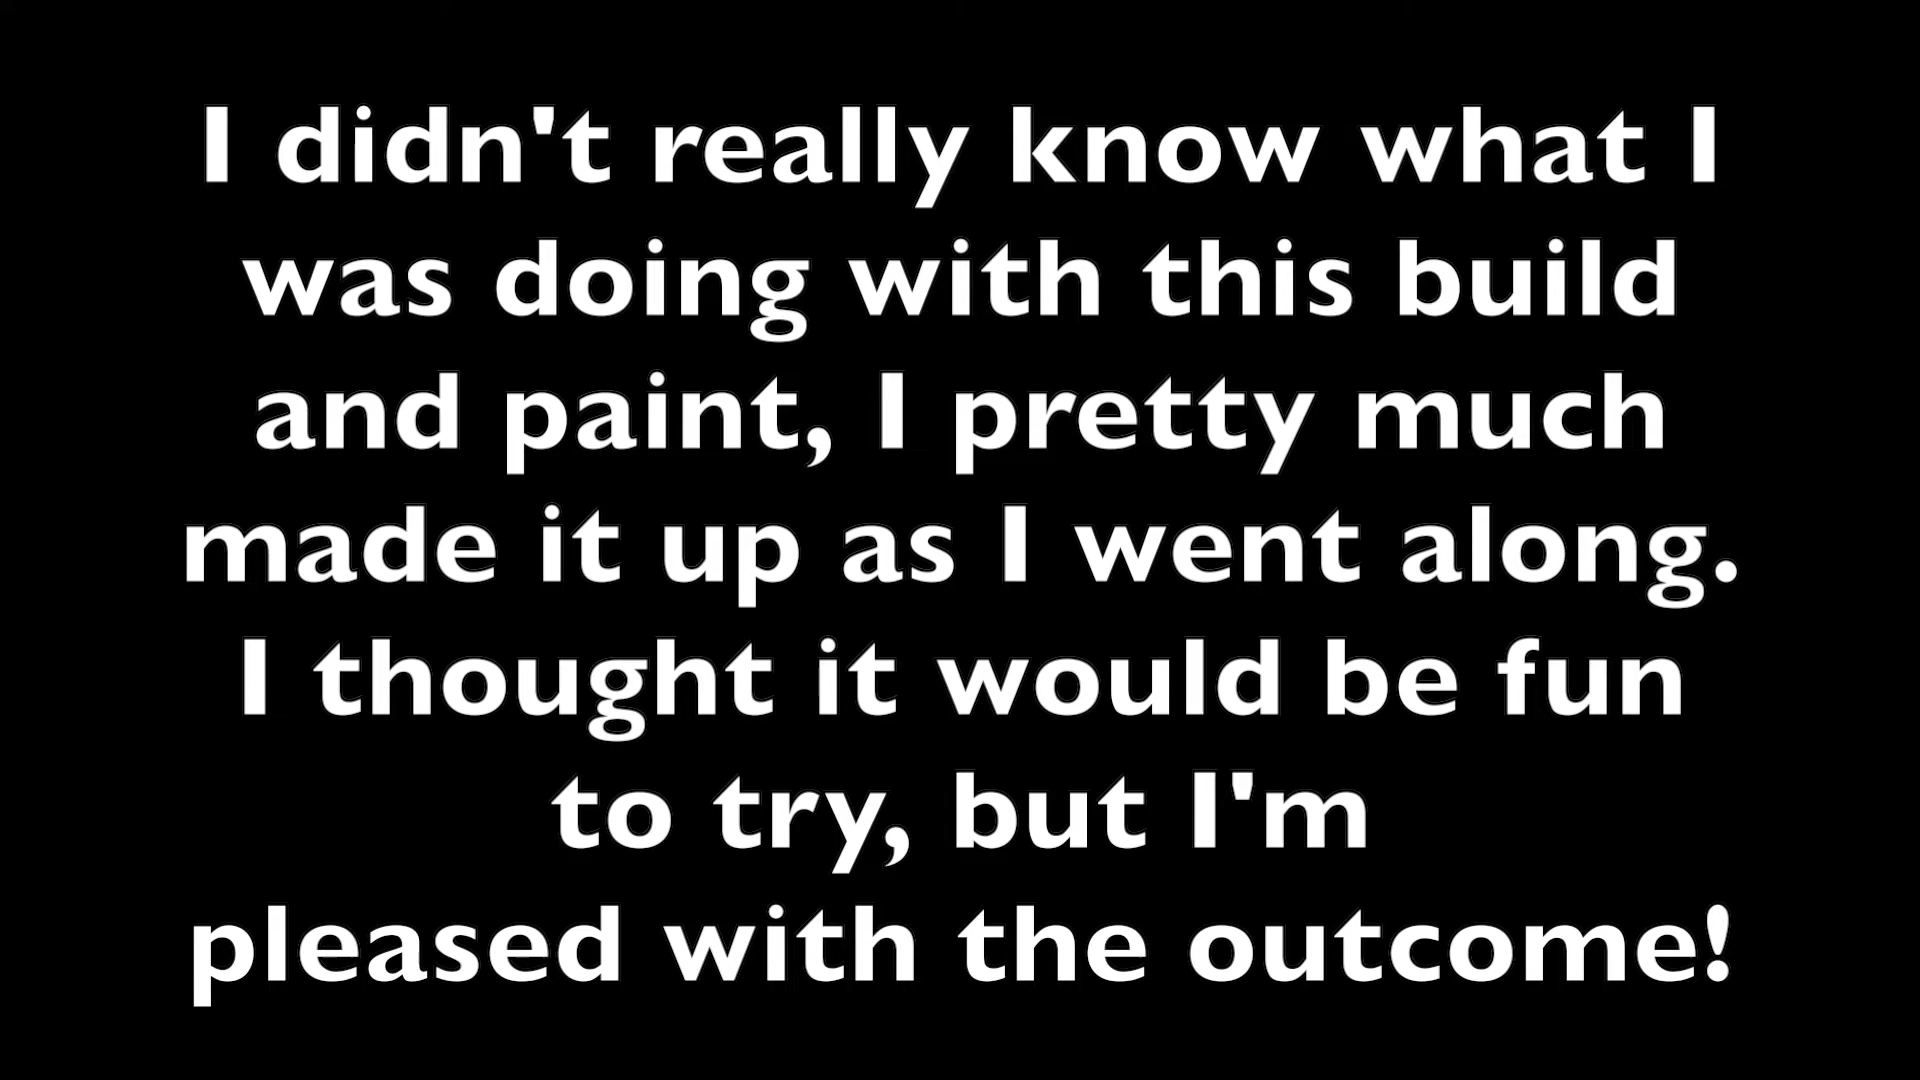 I didn't really know what I
was doing with this build
and paint, I pretty much
made it up as I went along.
I thought it would be fun
to try, but I'm
pleased with the outcome!